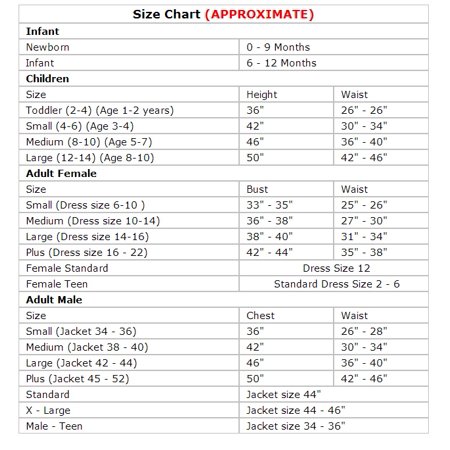 Size Chart (APPROXIMATE)
Infant
Newborn 0 - 9 Months
Infant 6 - 12 Months
Children
Size Height Waist
Toddler (2-4) (Age 1-2 years) 36" 26" - 26"
Small (4-6) (Age 3-4) 42" 30" - 34"
Medium (8-10) (Age 5-7) 46" 36" - 40"
Large (12-14) (Age 8-10) 50" 42" - 46"
Adult Female
Size Bust Waist
Small (Dress size 6-10 ) 33" - 35" 25" - 26"
Medium (Dress size 10-14) 36" - 38" 27" - 30"
Large (Dress size 14-16) 38" - 40" 31" - 34"
Plus (Dress size 16 - 22) 42" - 44" 35" - 38"
Female Standard Dress Size 12
Female Teen Standard Dress Size 2 - 6
Adult Male
Size Chest Waist
Small (Jacket 34 - 36) 36" 26" - 28"
Medium (Jacket 38 - 40) 42" 30" - 34"
Large (Jacket 42 - 44) 46" 36" - 40"
Plus (Jacket 45 - 52) 50" 42" - 46"
Standard Jacket size 44"
X - Large Jacket size 44 - 46"
Male - Teen Jacket size 34 - 36"